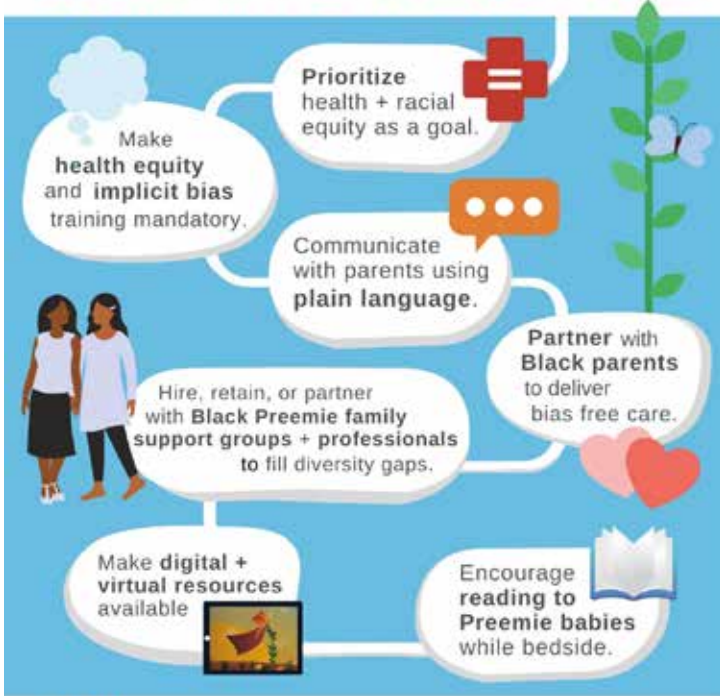 Prioritize
health + racial
equity as a goal.
Make
health equity
and implicit bias
training mandatory.
Communicate
with parents using
plain language.
Partner with
Black parents
to deliver
bias free care.
Hire, retain, or partner
with Black Preemie family
support groups + professionals
to fill diversity gaps.
Make digital +
virtual resources
available
Encourage
reading to
Preemie babies
while bedside.